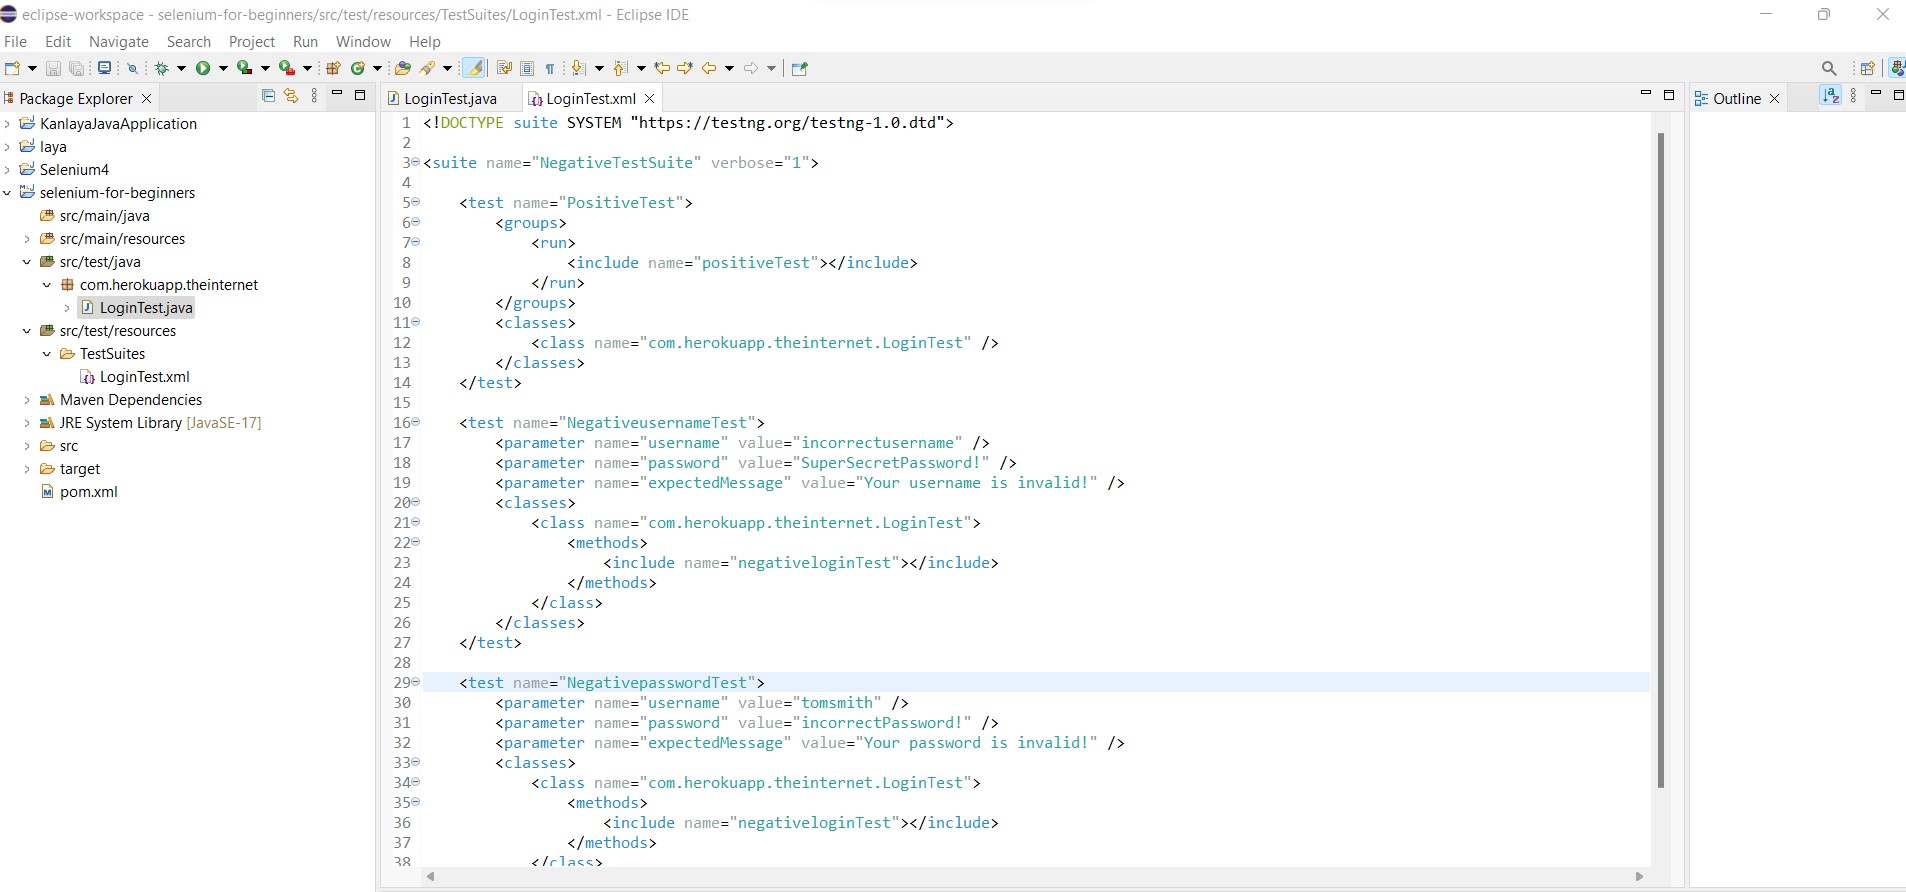 eclipse-workspace - selenium-for-beginners/src/test/resources/TestSuites/LoginTest.xml - Eclipse IDE
File Edit Navigate Search Project Run Window Help
Package Explorer
KanlayaJavaApplication
laya
Selenium4
selenium-for-beginners
src/main/java
src/main/resources
src/test/java
com.herokuapp.theinternet
LoginTest.java
src/test/resources
TestSuites
LoginTest.xml
Maven Dependencies
JRE System Library [JavaSE-17]
src
target
pom.xml
LoginTest.java LoginTest.xml
1 <!DOCTYPE suite SYSTEM "https://testng.org/testng-1.0.dtd">
2
3 <suite name="NegativeTestSuite" verbose="1">
4
5 <test name="PositiveTest">
6 <groups>
7 <run>
8 <include name="positiveTest"></include>
9 </run>
10 </groups>
11 <classes>
12 <class name="com.herokuapp.theinternet.LoginTest" />
13 </classes>
14 </test>
15
16 <test name="NegativeusernameTest">
17 <parameter name="username" value="incorrectusername" />
18 <parameter name="password" value="SuperSecretPassword!" />
19 <parameter name="expectedMessage" value="Your username is invalid!" />
20 <classes>
21 <class name="com.herokuapp.theinternet.LoginTest">
22 <methods>
23 <include name="negativeloginTest"></include>
24 </methods>
25 </class>
26 </classes>
27 </test>
28
29 <test name="NegativepasswordTest">
30 <parameter name="username" value="tomsmith" />
31 <parameter name="password" value="incorrectPassword!" />
32 <parameter name="expectedMessage" value="Your password is invalid!" />
33 <classes>
34 <class name="com.herokuapp.theinternet.LoginTest">
35 <methods>
36 <include name="negativeloginTest"></include>
37 </methods>
38 </class>
Outline